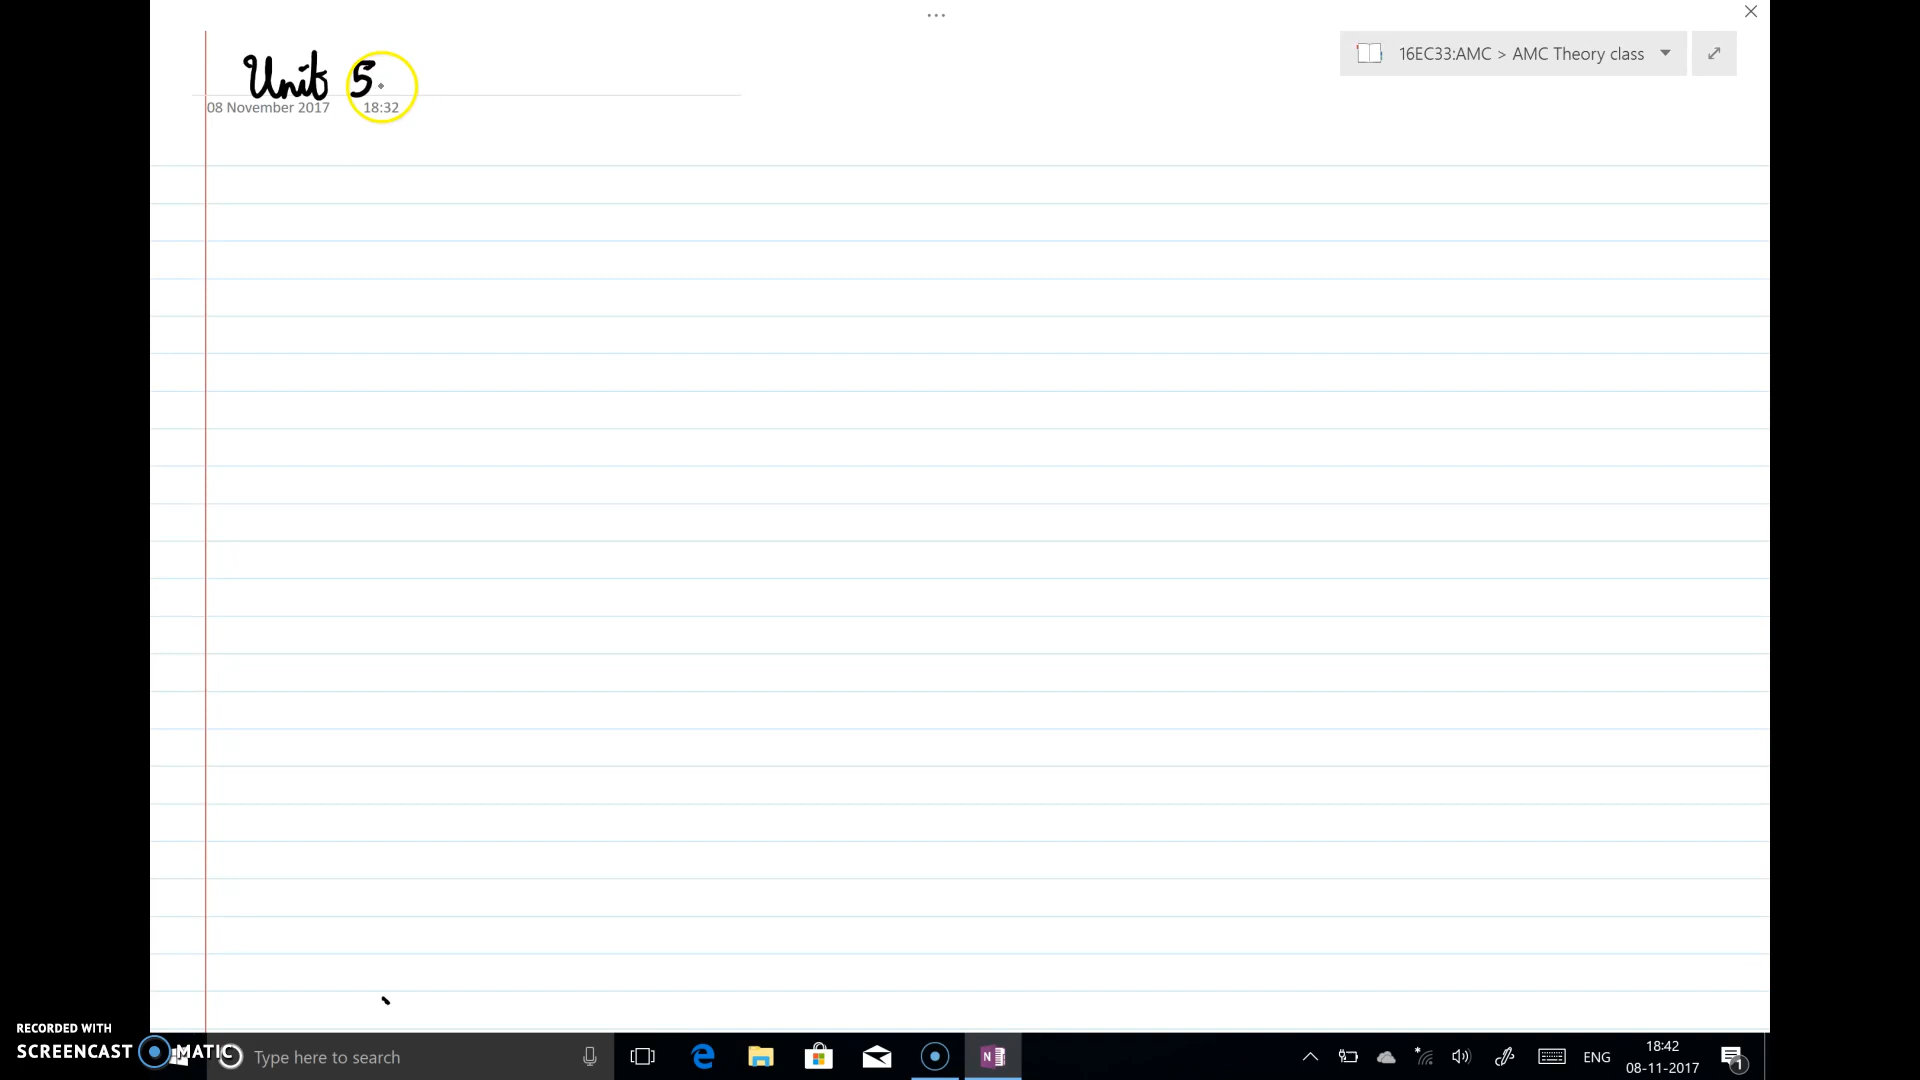 ...
16EC33:AMC > AMC Theory class
Unit 5.
08 November 2017 18:32
RECORDED WITH
SCREENCAST MATIC
Type here to search
N
ENG
18:42
08-11-2017
1